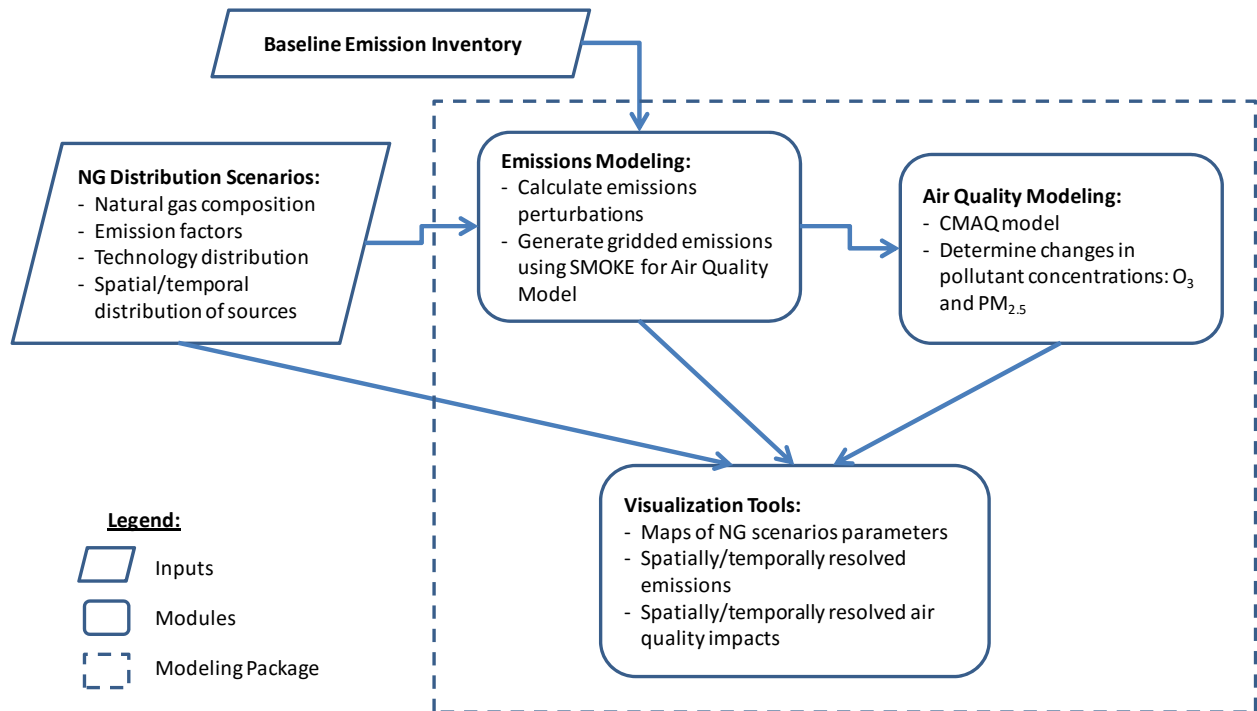 Baseline Emission Inventory
NG Distribution Scenarios:
- Natural gas composition
- Emission factors
- Technology distribution
- Spatial/temporal
distribution of sources
Emissions Modeling:
- Calculate emissions
perturbations
- Generate gridded emissions
using SMOKE for Air Quality
Model
Air Quality Modeling:
- CMAQ model
- Determine changes in
pollutant concentrations: O₃
and PM₂.₅
Visualization Tools:
- Maps of NG scenarios parameters
- Spatially/temporally resolved
emissions
- Spatially/temporally resolved air
quality impacts
Legend:
Inputs
Modules
Modeling Package